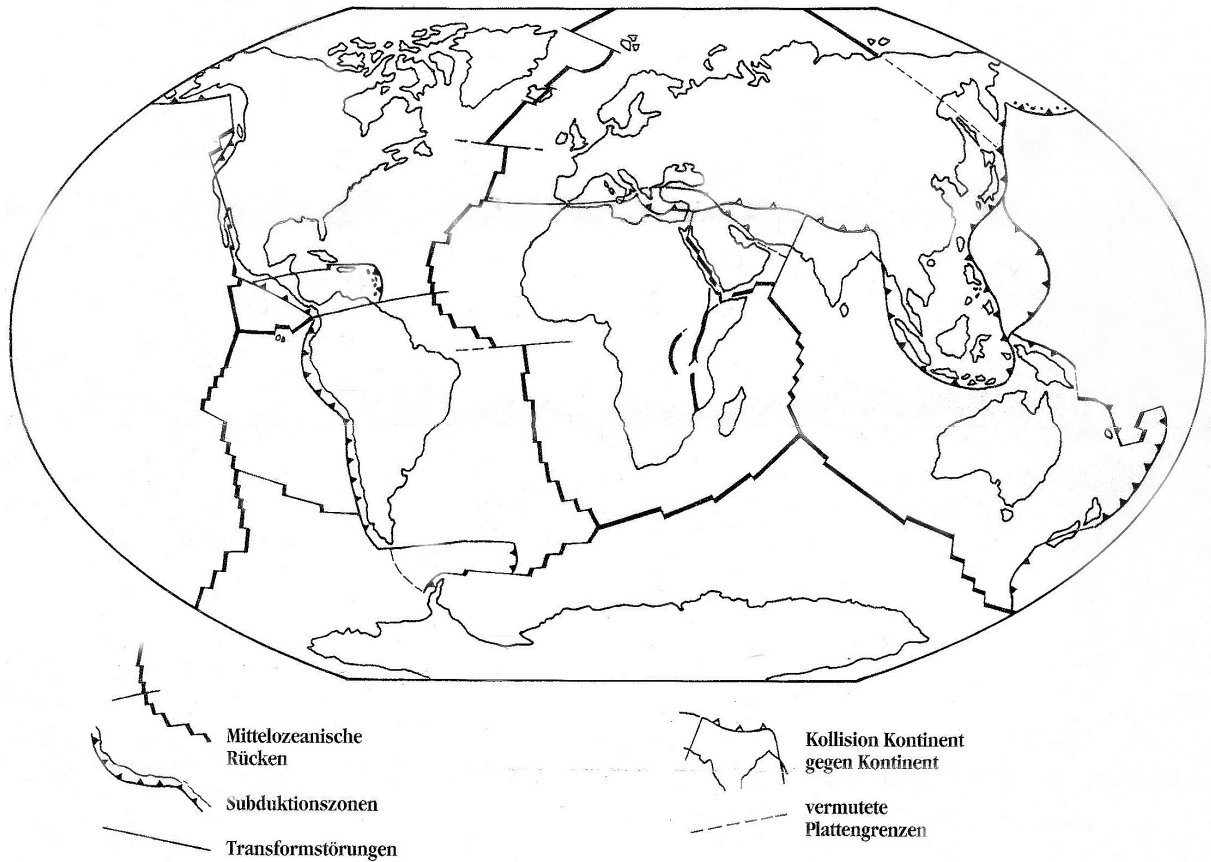 Mittelozeanische
Rücken
Subduktionszonen
Transformstörungen
Kollision Kontinent
gegen Kontinent
vermutete
Plattengrenzen